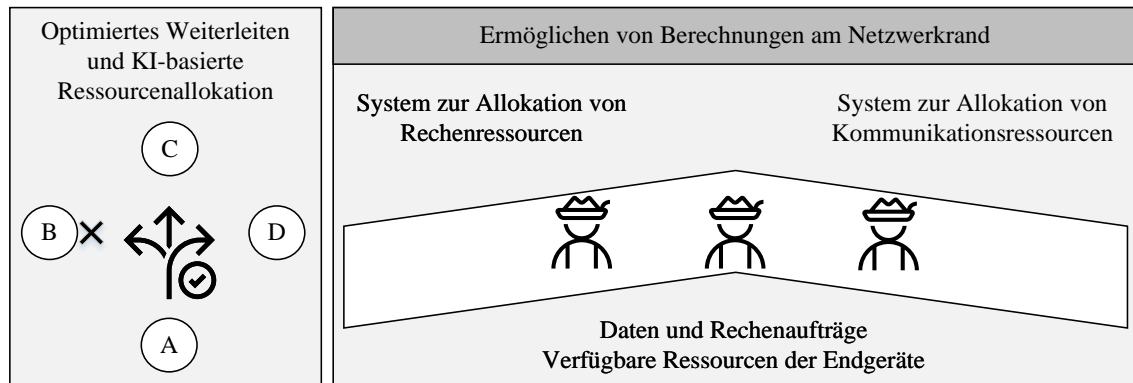 Optimiertes Weiterleiten
und KI-basierte
Ressourcenallokation
C
B
D
A
Ermöglichen von Berechnungen am Netzwerkrand
System zur Allokation von
Rechenressourcen
System zur Allokation von
Kommunikationsressourcen
Daten und Rechenaufträge
Verfügbare Ressourcen der Endgeräte